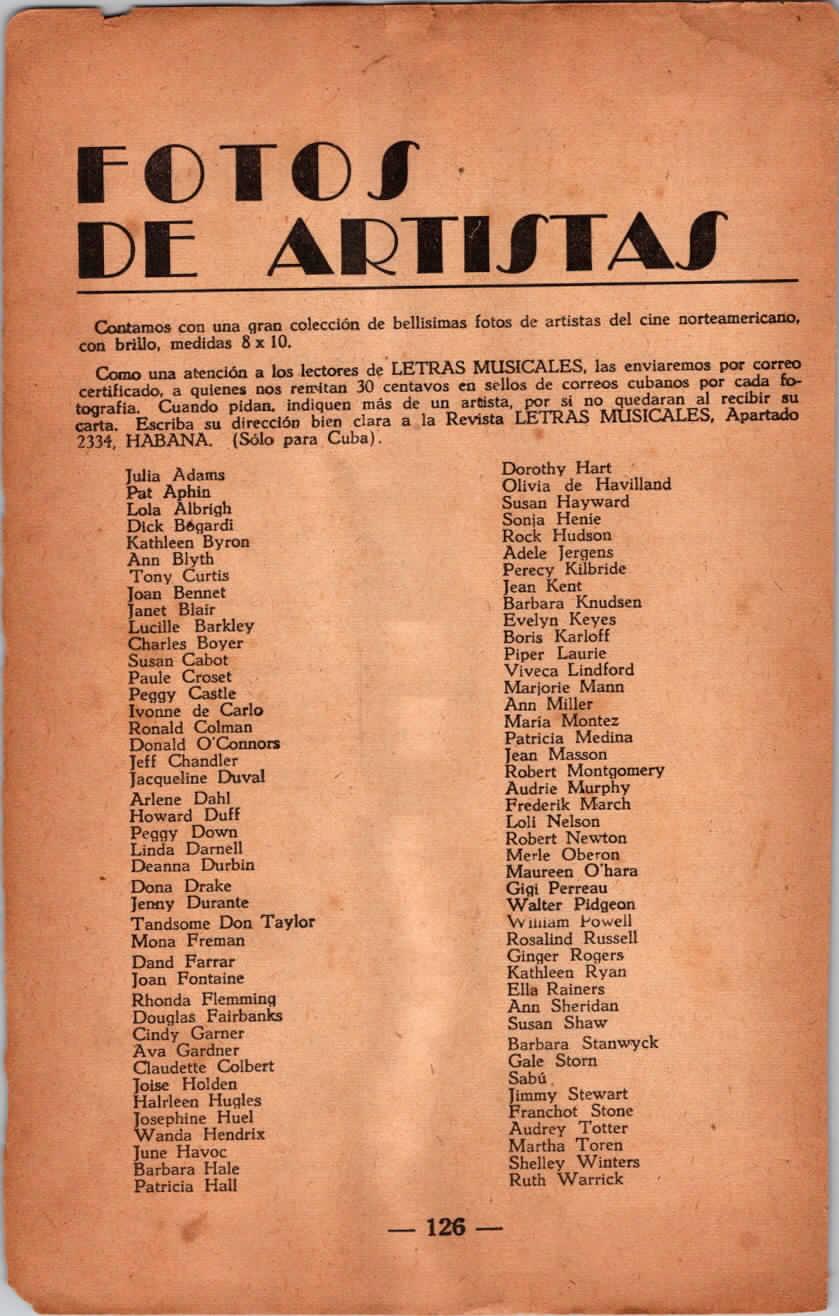 FOTOS
DE ARTISTAS
Contamos con una gran colección de bellisimas fotos de artistas del cine norteamericano,
con brillo, medidas 8 x 10.
Como una atención a los lectores de LETRAS MUSICALES, las enviaremos por correo
certificado, a quienes nos remitan 30 centavos en sellos de correos cubanos por cada fo-
tografia. Cuando pidan, indiquen más de un artista, por si no quedaran al recibir su
carta. Escriba su dirección bien clara a la Revista LETRAS MUSICALES, Apartado
2334, HABANA. (Sólo para Cuba).
Julia Adams
Pat Aphin
Lola Albrigh
Dick Bógardi
Kathleen Byron
Ann Blyth
Tony Curtis
Joan Bennet
Janet Blair
Lucille Barkley
Charles Boyer
Susan Cabot
Paule Croset
Peggy Castle
Ivonne de Carlo
Ronald Colman
Donald O'Connors
Jeff Chandler
Jacqueline Duval
Arlene Dahl
Howard Duff
Peggy Down
Linda Darnell
Deanna Durbin
Dona Drake
Jenny Durante
Tandsome Don Taylor
Mona Freman
Dand Farrar
Joan Fontaine
Rhonda Flemming
Douglas Fairbanks
Cindy Garner
Ava Gardner
Claudette Colbert
Joise Holden
Halrleen Hugles
Josephine Huel
Wanda Hendrix
June Havoc
Barbara Hale
Patricia Hall
Dorothy Hart
Olivia de Havilland
Susan Hayward
Sonja Henie
Rock Hudson
Adele Jergens
Perecy Kilbride
Jean Kent
Barbara Knudsen
Evelyn Keyes
Boris Karloff
Piper Laurie
Viveca Lindford
Marjorie Mann
Ann Miller
Maria Montez
Patricia Medina
Jean Masson
Robert Montgomery
Audrie Murphy
Frederik March
Loli Nelson
Robert Newton
Merle Oberon
Maureen O'hara
Gigi Perreau
Walter Pidgeon
William Powell
Rosalind Russell
Ginger Rogers
Kathleen Ryan
Ella Rainers
Ann Sheridan
Susan Shaw
Barbara Stanwyck
Gale Storn
Sabú
Jimmy Stewart
Franchot Stone
Audrey Totter
Martha Toren
Shelley Winters
Ruth Warrick
— 126 —